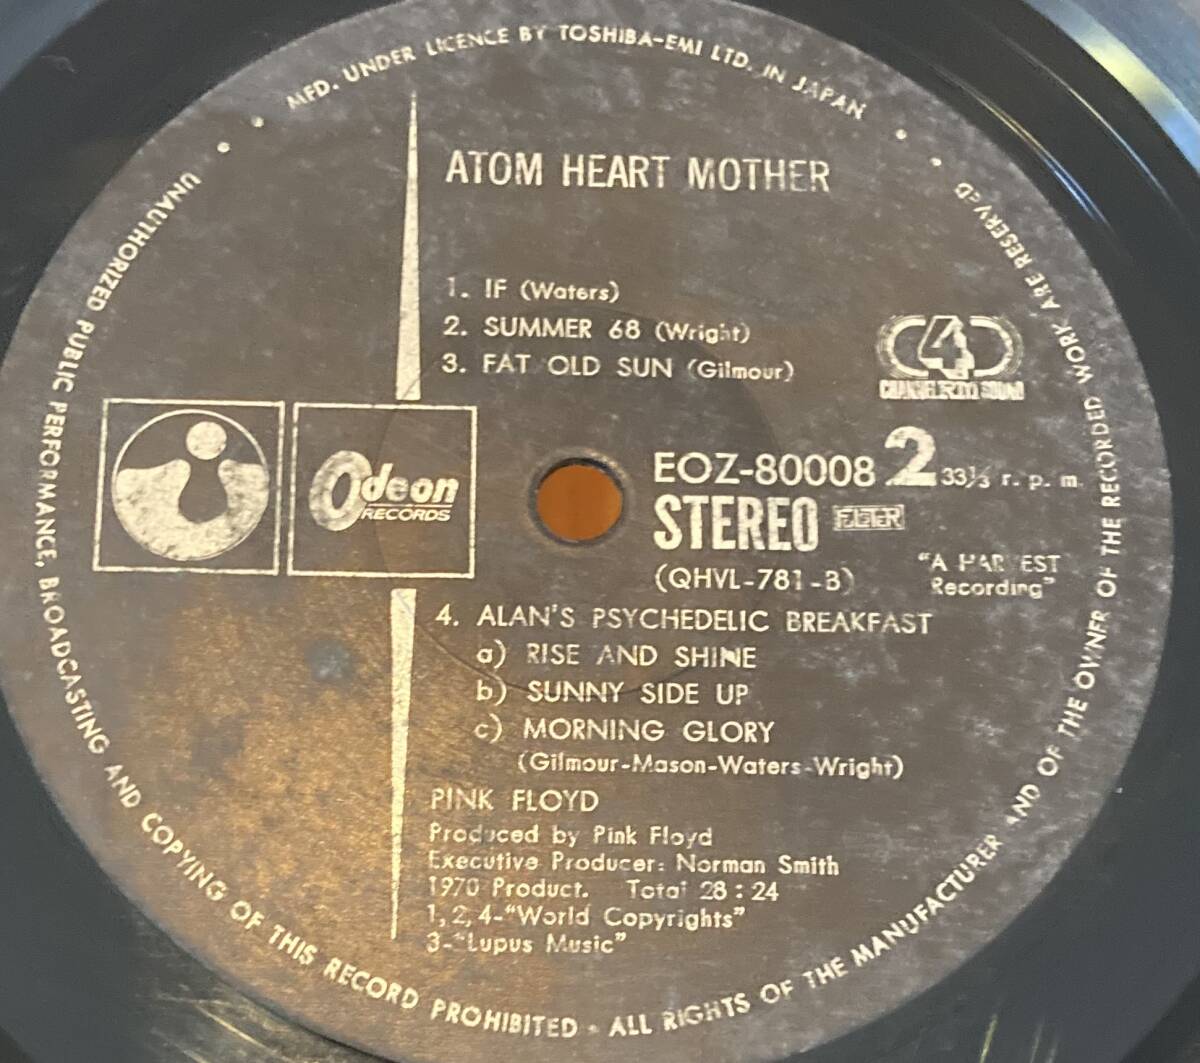 MFD. UNDER LICENCE BY TOSHIBA-EMI LTD. IN JAPAN
ATOM HEART MOTHER
1. IF (Waters)
2. SUMMER 68 (Wright)
3. FAT OLD SUN (Gilmour)
4
CHANNEL SOUND
Odeon
RECORDS
EOZ-80008 2 33⅓ r. p. m.
STEREO
(QHVL-781-B)
"A HARVEST
Recording"
4. ALAN'S PSYCHEDELIC BREAKFAST
a) RISE AND SHINE
b) SUNNY SIDE UP
c) MORNING GLORY
(Gilmour-Mason-Waters-Wright)
PINK FLOYD
Produced by Pink Floyd
Executive Producer: Norman Smith
1970 Product. Total 28 : 24
1, 2, 4-"World Copyrights"
3-"Lupus Music"
UNAUTHORIZED PUBLIC PERFORMANCE, BROADCASTING AND COPYING OF THIS RECORD PROHIBITED • ALL RIGHTS OF THE MANUFACTURER AND OF THE OWNER OF THE RECORDED WORK ARE RESERVED